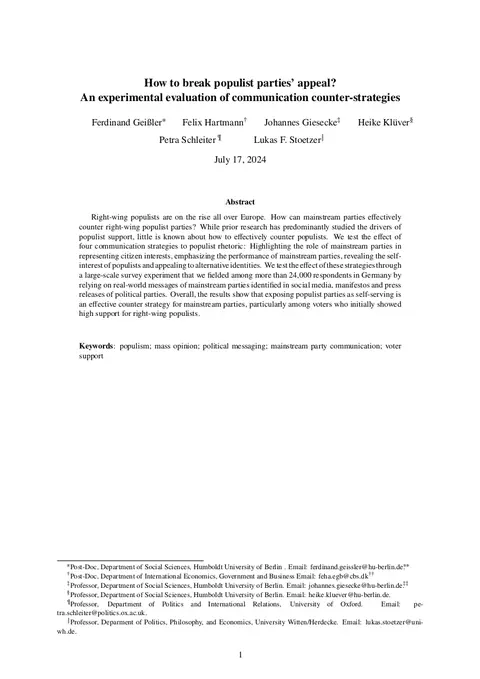 How to break populist parties' appeal?
An experimental evaluation of communication counter-strategies
Ferdinand Geißler* Felix Hartmann† Johannes Giesecke‡ Heike Klüver§
Petra Schleiter¶ Lukas F. Stoetzer‖
July 17, 2024
Abstract
Right-wing populists are on the rise all over Europe. How can mainstream parties effectively
counter right-wing populist parties? While prior research has predominantly studied the drivers of
populist support, little is known about how to effectively counter populists. We test the effect of
four communication strategies to populist rhetoric: Highlighting the role of mainstream parties in
representing citizen interests, emphasizing the performance of mainstream parties, revealing the self-
interest of populists and appealing to alternative identities. We test the effect of these strategies through
a large-scale survey experiment that we fielded among more than 24,000 respondents in Germany by
relying on real-world messages of mainstream parties identified in social media, manifestos and press
releases of political parties. Overall, the results show that exposing populist parties as self-serving is
an effective counter strategy for mainstream parties, particularly among voters who initially showed
high support for right-wing populists.
Keywords: populism; mass opinion; political messaging; mainstream party communication; voter
support
*Post-Doc, Department of Social Sciences, Humboldt University of Berlin . Email: ferdinand.geissler@hu-berlin.de**
†Post-Doc, Department of International Economics, Government and Business Email: feha.egb@cbs.dk††
‡Professor, Department of Social Sciences, Humboldt University of Berlin. Email: johannes.giesecke@hu-berlin.de‡‡
§Professor, Department of Social Sciences, Humboldt University of Berlin. Email: heike.kluever@hu-berlin.de.
¶Professor, Department of Politics and International Relations, University of Oxford. Email: pe-
tra.schleiter@politics.ox.ac.uk.
‖Professor, Deparment of Politics, Philosophy, and Economics, University Witten/Herdecke. Email: lukas.stoetzer@uni-
wh.de.
1